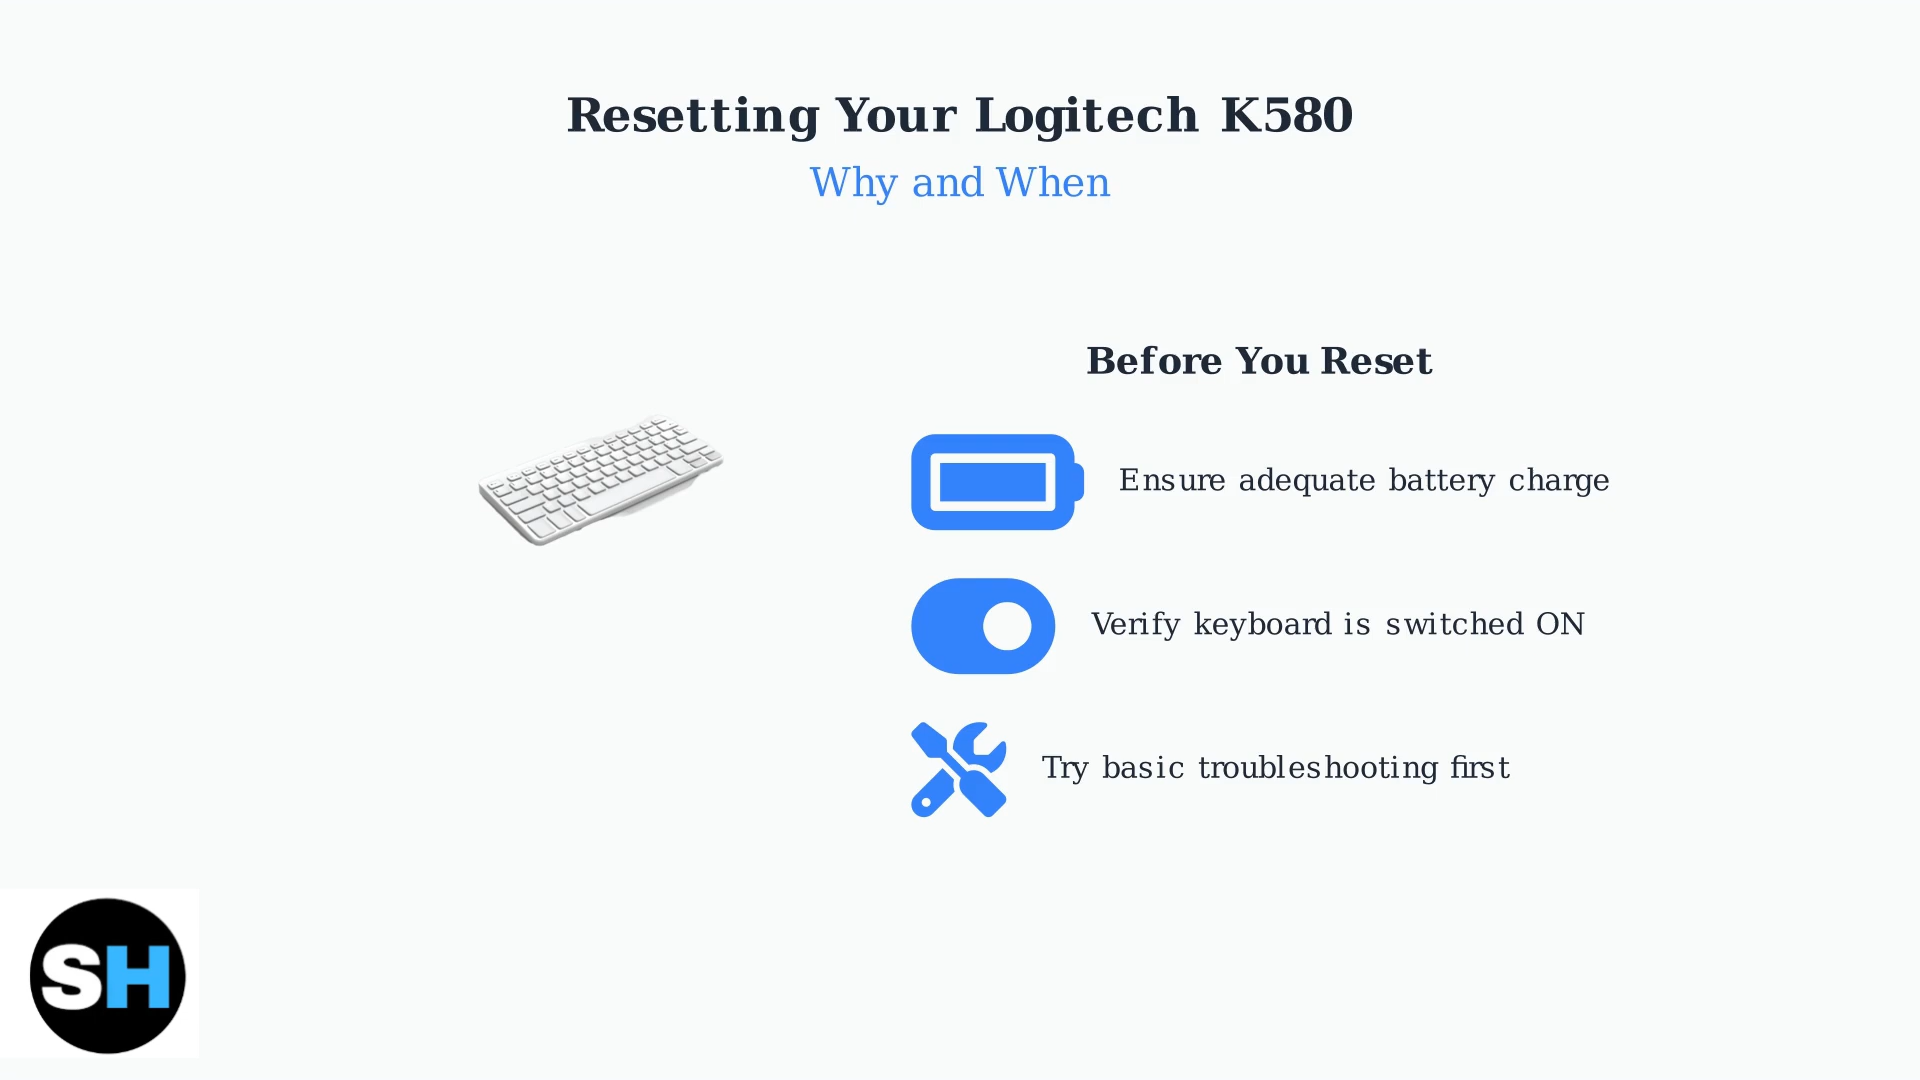 Resetting Your Logitech K580
Why and When
Before You Reset
Ensure adequate battery charge
Verify keyboard is switched ON
Try basic troubleshooting first
SH